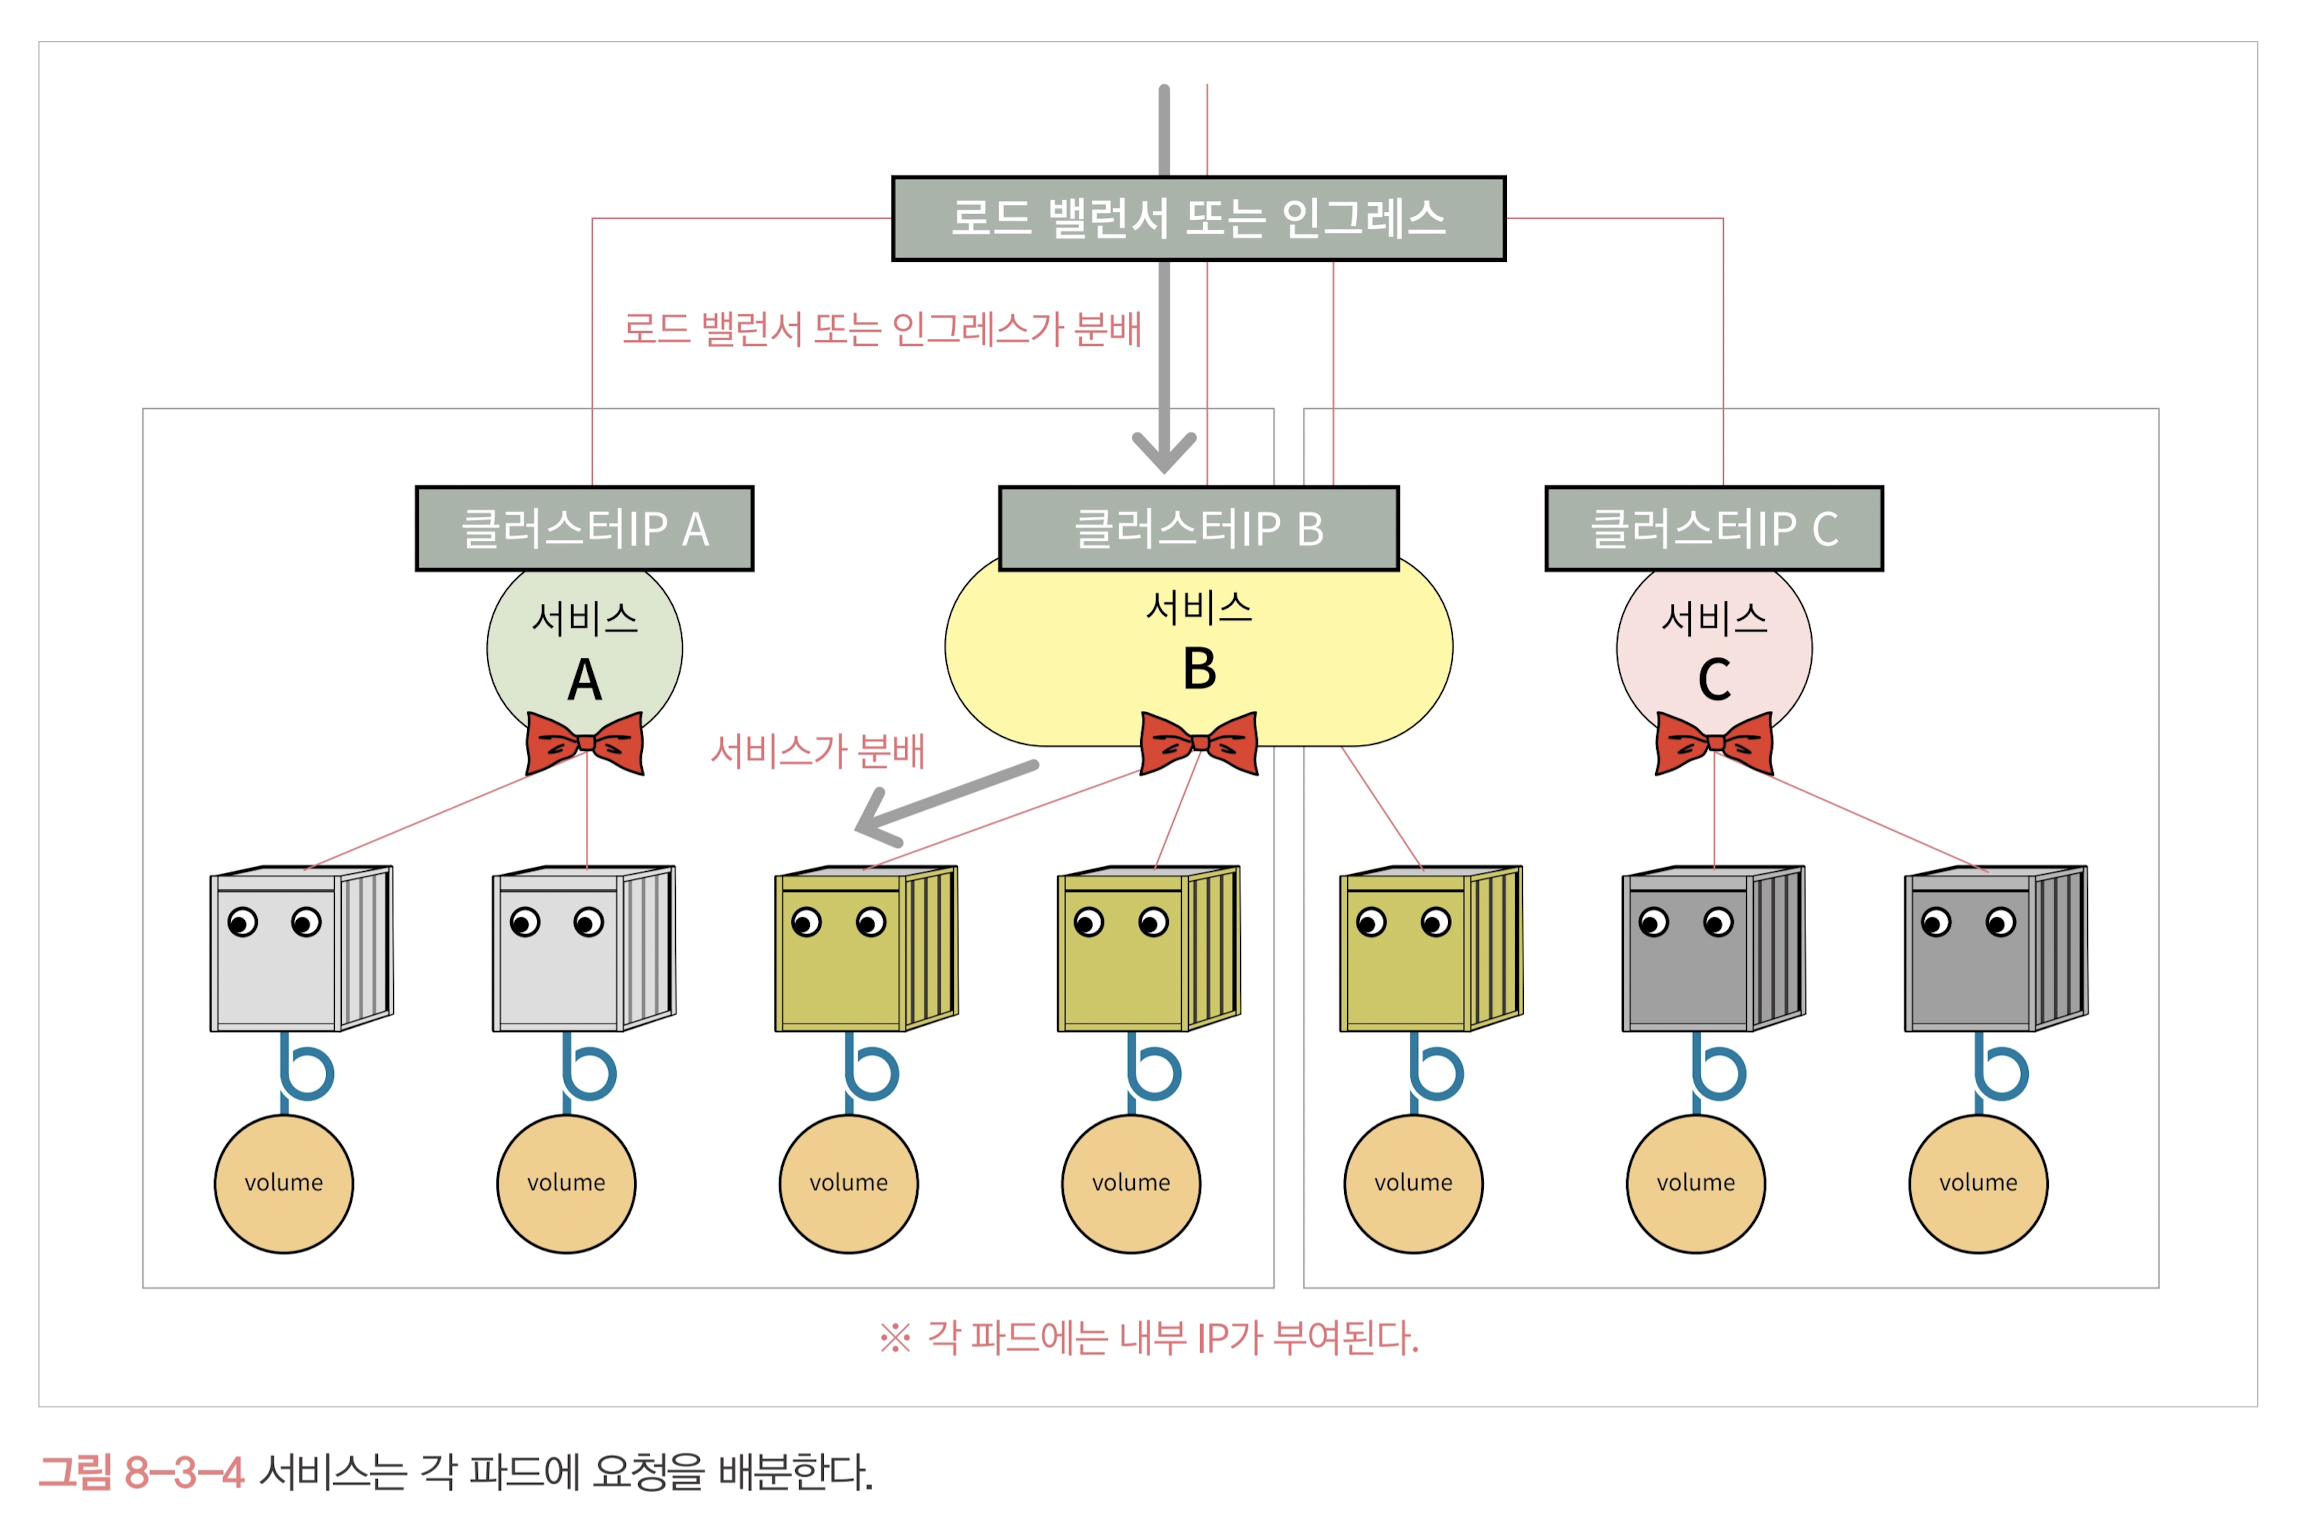 로드 밸런서 또는 인그레스
로드 밸런서 또는 인그레스가 분배
클러스터IP A
클러스터IP B
클러스터IP C
서비스
A
서비스
B
서비스
C
서비스가 분배
volume
volume
volume
volume
volume
volume
volume
※ 각 파드에는 내부 IP가 부여된다.
그림 8-3-4 서비스는 각 파드에 요청을 배분한다.